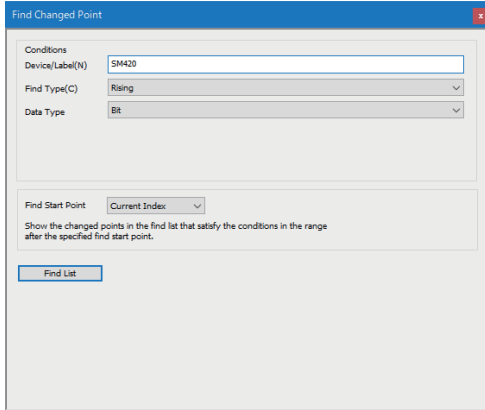 Find Changed Point
x
Conditions
Device/Label(N) SM420
Find Type(C) Rising
Data Type Bit
Find Start Point Current Index
Show the changed points in the find list that satisfy the conditions in the range
after the specified find start point.
Find List